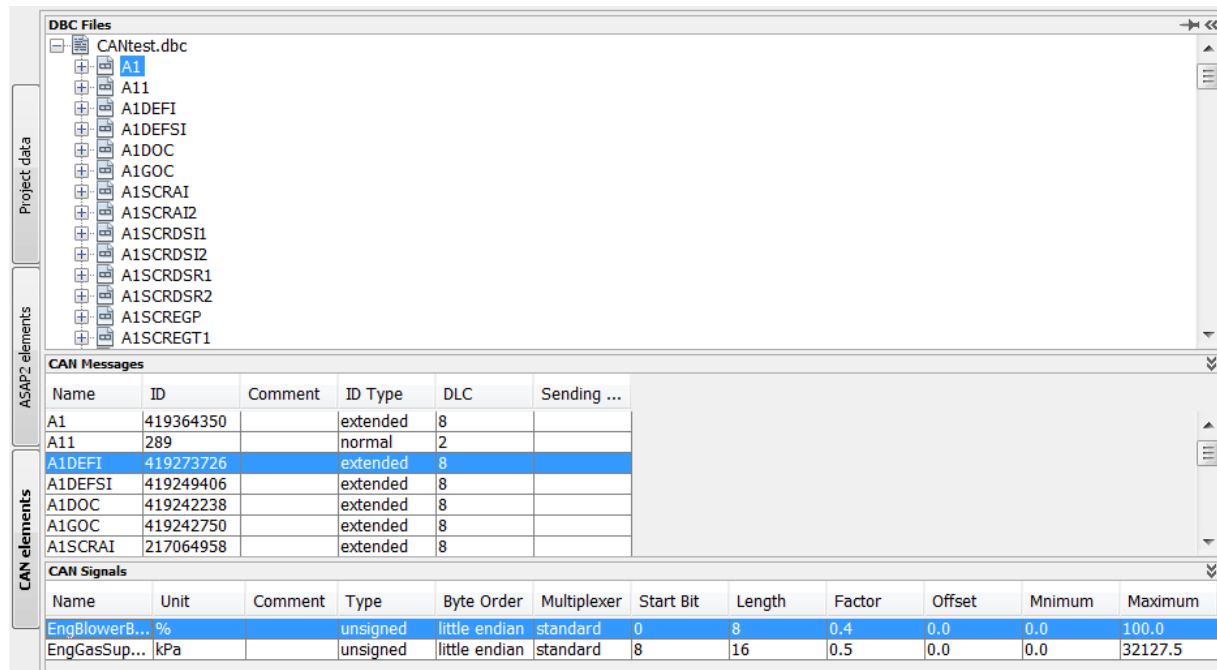 DBC Files
CANtest.dbc
A1
A11
A1DEFI
A1DEFSI
A1DOC
A1GOC
A1SCRAI
A1SCRAI2
A1SCRDSI1
A1SCRDSI2
A1SCRDSR1
A1SCRDSR2
A1SCREGP
A1SCREGT1
Project data
ASAP2 elements
CAN elements
CAN Messages
Name ID Comment ID Type DLC Sending ...
A1 419364350 extended 8
A11 289 normal 2
A1DEFI 419273726 extended 8
A1DEFSI 419249406 extended 8
A1DOC 419242238 extended 8
A1GOC 419242750 extended 8
A1SCRAI 217064958 extended 8
CAN Signals
Name Unit Comment Type Byte Order Multiplexer Start Bit Length Factor Offset Mnimum Maximum
EngBlowerB... % unsigned little endian standard 0 8 0.4 0.0 0.0 100.0
EngGasSup... kPa unsigned little endian standard 8 16 0.5 0.0 0.0 32127.5